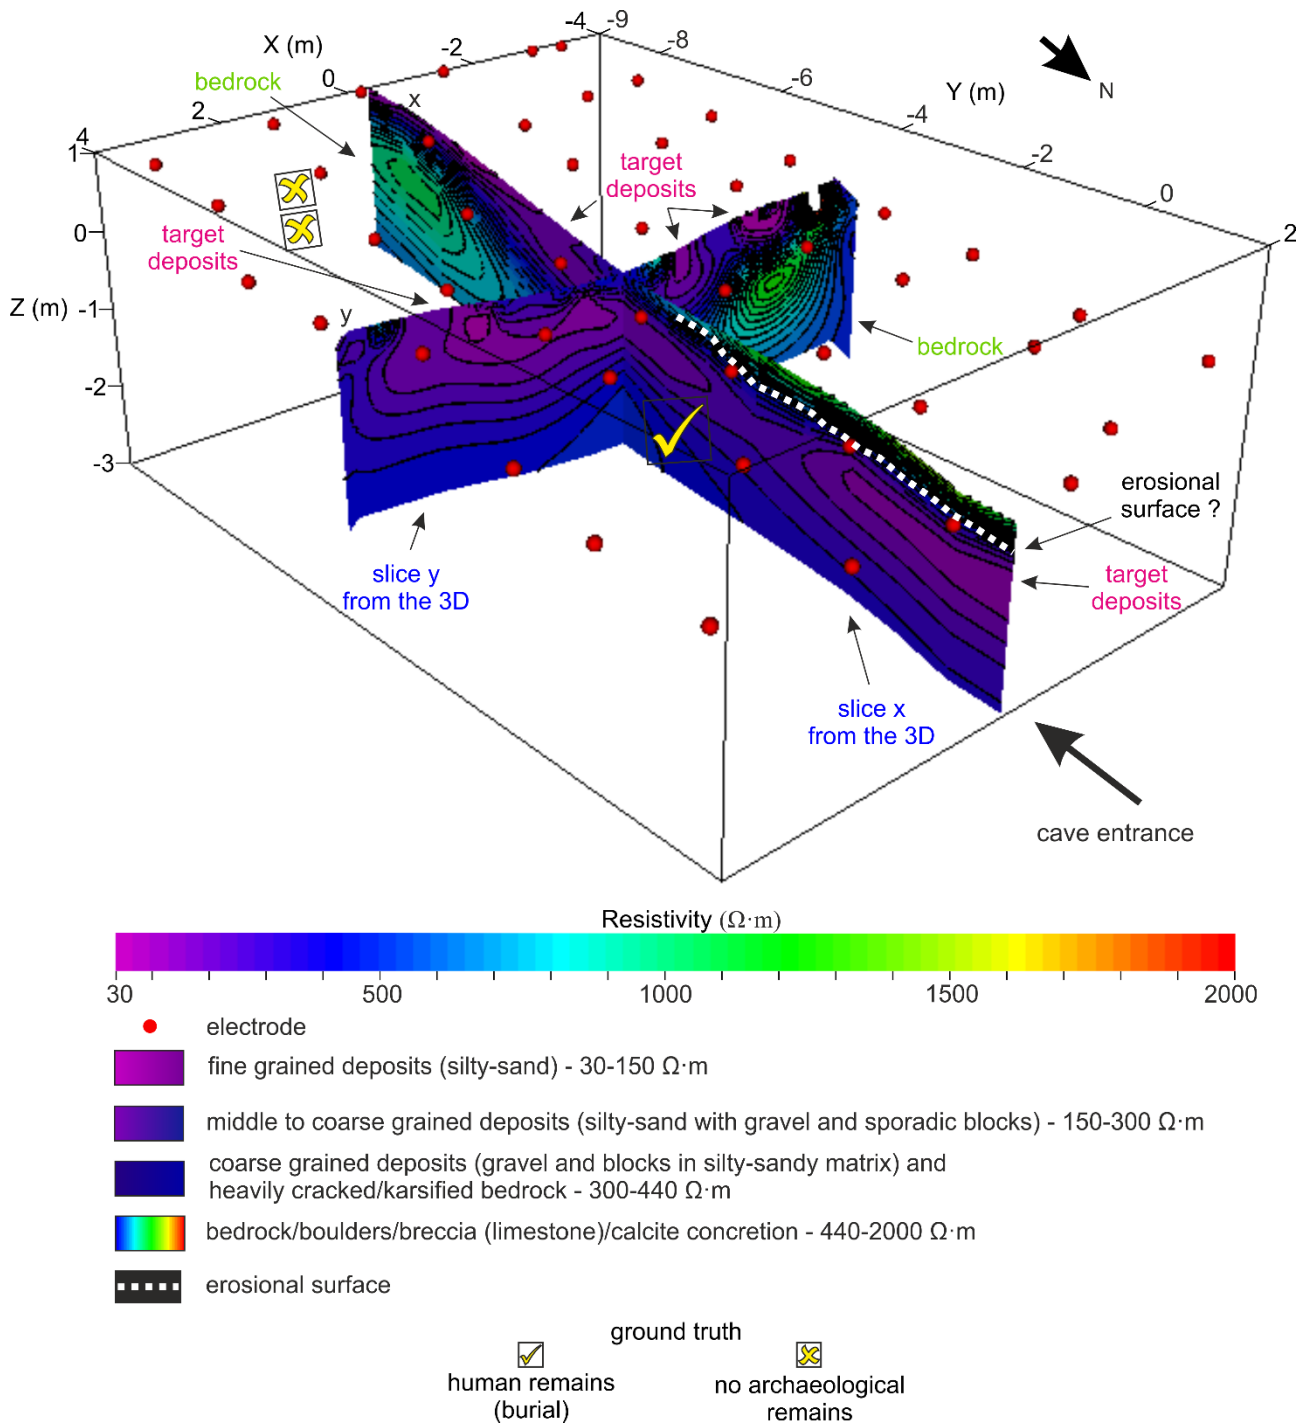 X (m)
-4
-9
-2
-8
0
bedrock
x
2
-6
Y (m)
N
4
-4
1
target
deposits
-2
0
target
deposits
0
2
Z (m)
-1
y
bedrock
-2
-3
erosional
surface ?
slice y
from the 3D
target
deposits
slice x
from the 3D
cave entrance
Resistivity (Ω·m)
30 500 1000 1500 2000
electrode
fine grained deposits (silty-sand) - 30-150 Ω·m
middle to coarse grained deposits (silty-sand with gravel and sporadic blocks) - 150-300 Ω·m
coarse grained deposits (gravel and blocks in silty-sandy matrix) and
heavily cracked/karsified bedrock - 300-440 Ω·m
bedrock/boulders/breccia (limestone)/calcite concretion - 440-2000 Ω·m
erosional surface
ground truth
human remains
(burial)
no archaeological
remains